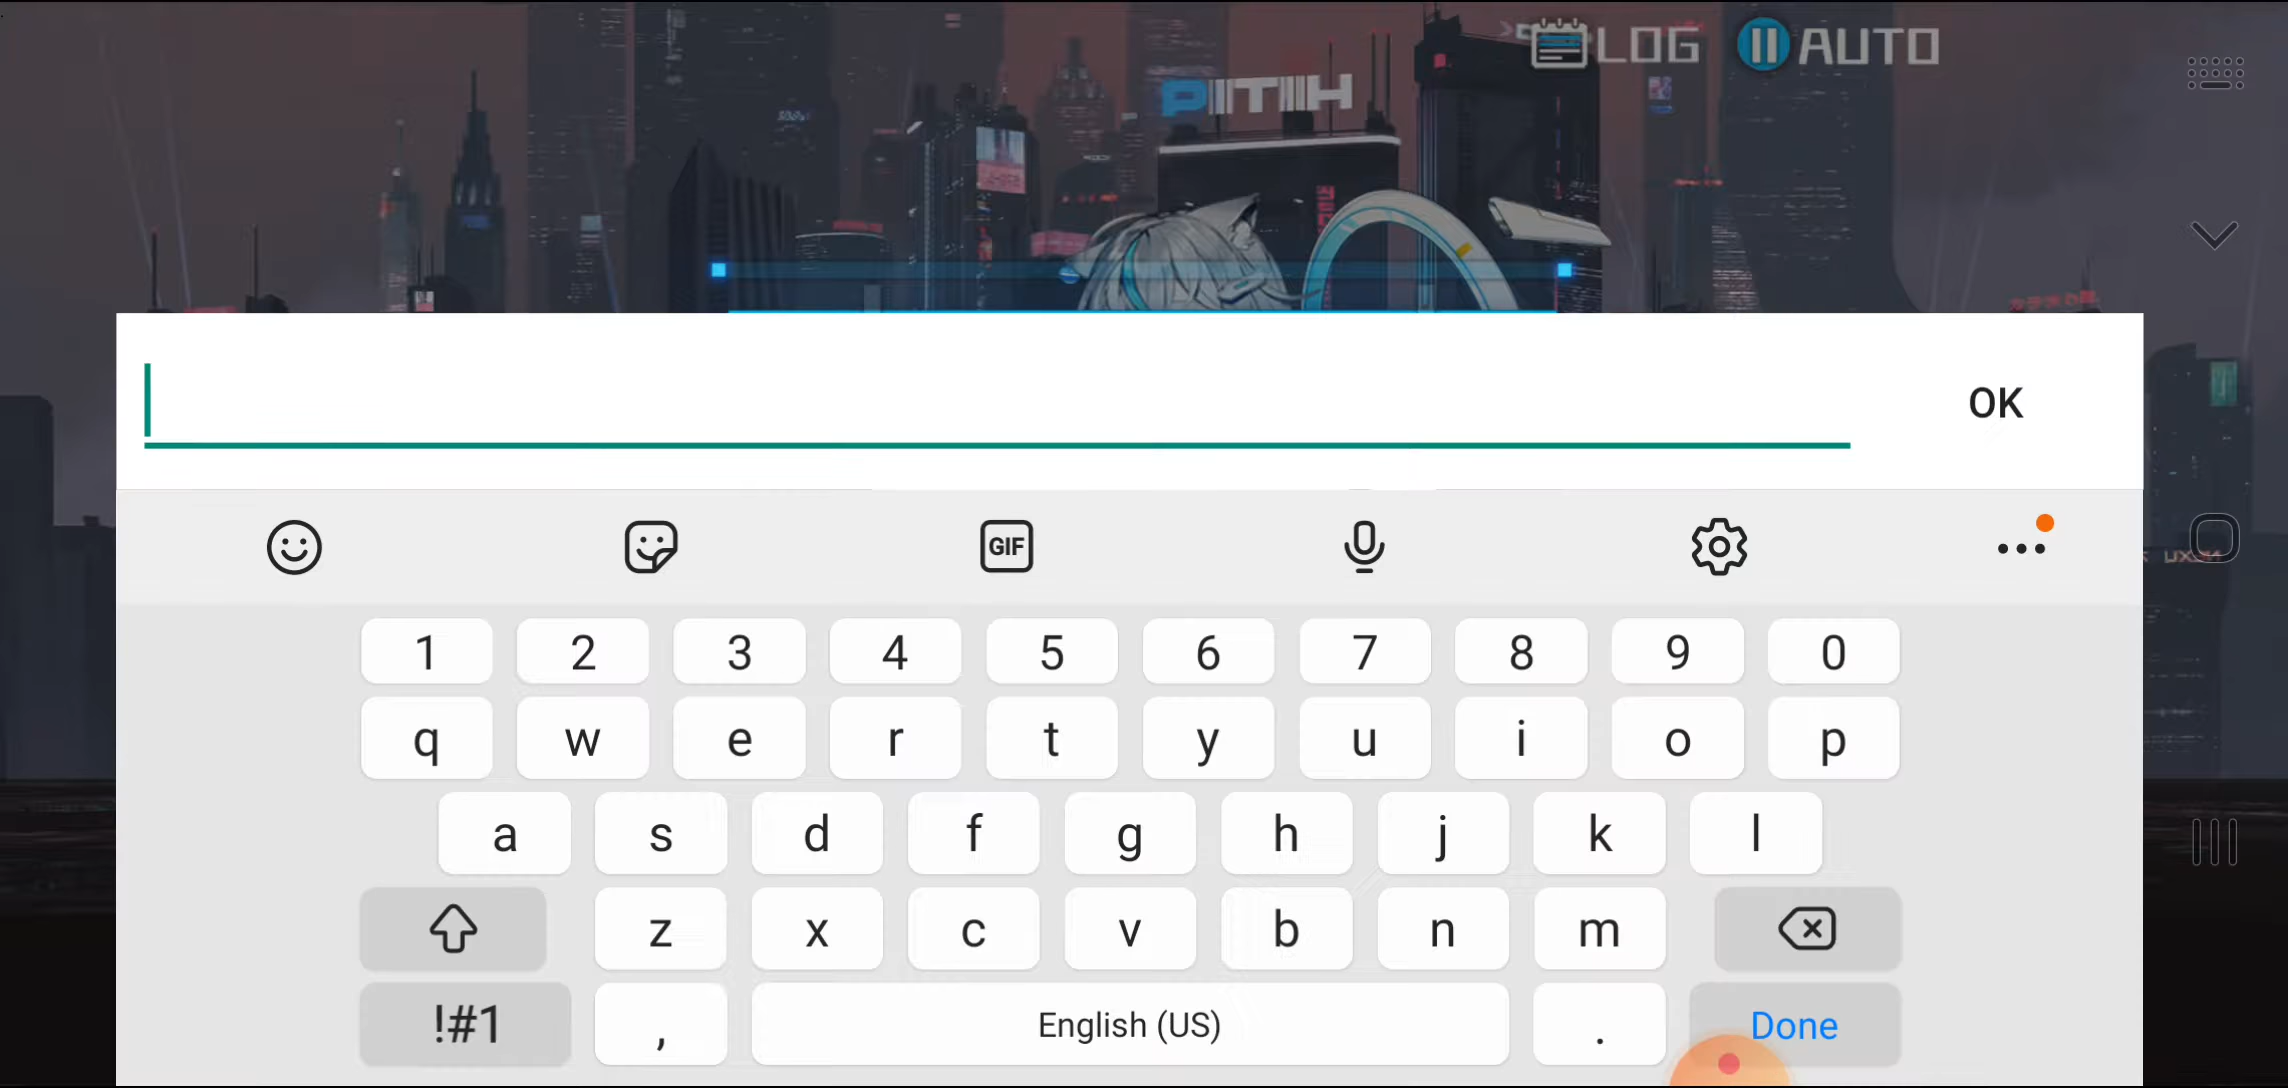 LOG AUTO
OK
GIF
1 2 3 4 5 6 7 8 9 0
q w e r t y u i o p
a s d f g h j k l
z x c v b n m
!#1 , English (US) . Done